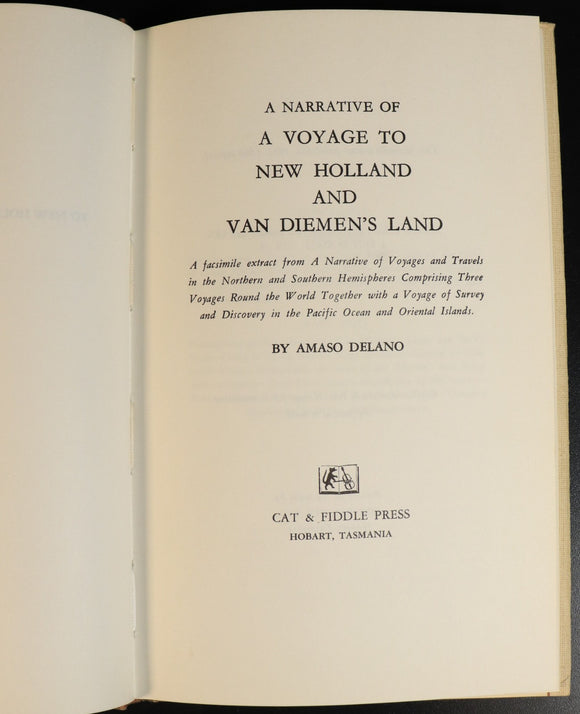 A NARRATIVE OF
A VOYAGE TO
NEW HOLLAND
AND
VAN DIEMEN'S LAND
A facsimile extract from A Narrative of Voyages and Travels
in the Northern and Southern Hemispheres Comprising Three
Voyages Round the World Together with a Voyage of Survey
and Discovery in the Pacific Ocean and Oriental Islands.
BY AMASO DELANO
CAT & FIDDLE PRESS
HOBART, TASMANIA